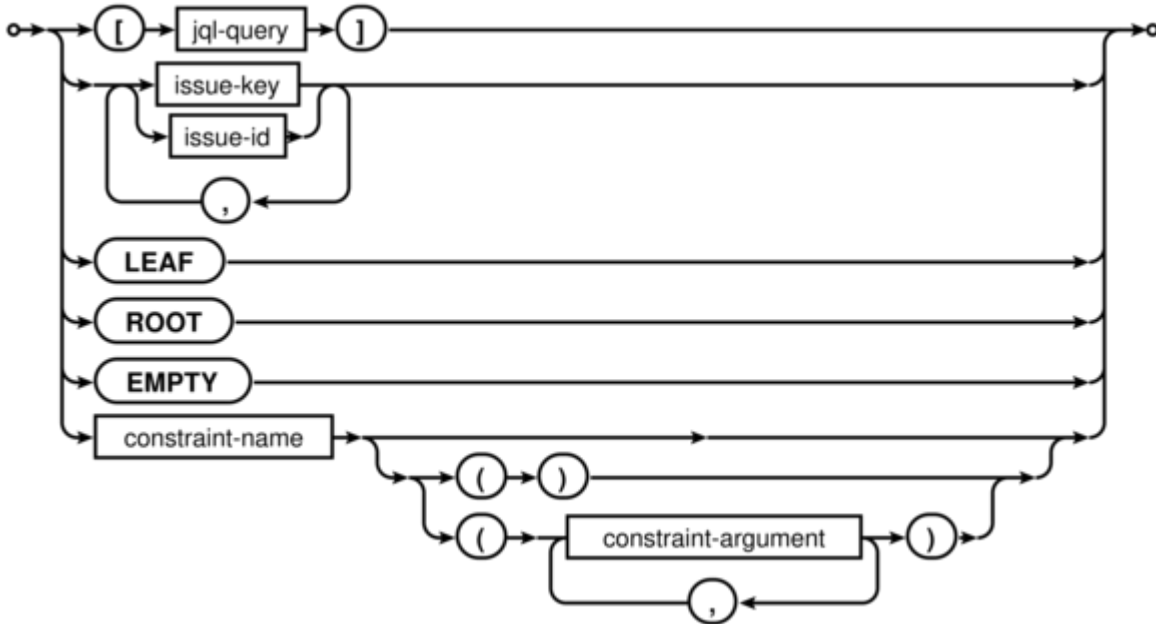 [ jql-query ]
issue-key
issue-id
,
LEAF
ROOT
EMPTY
constraint-name
( )
( constraint-argument )
,